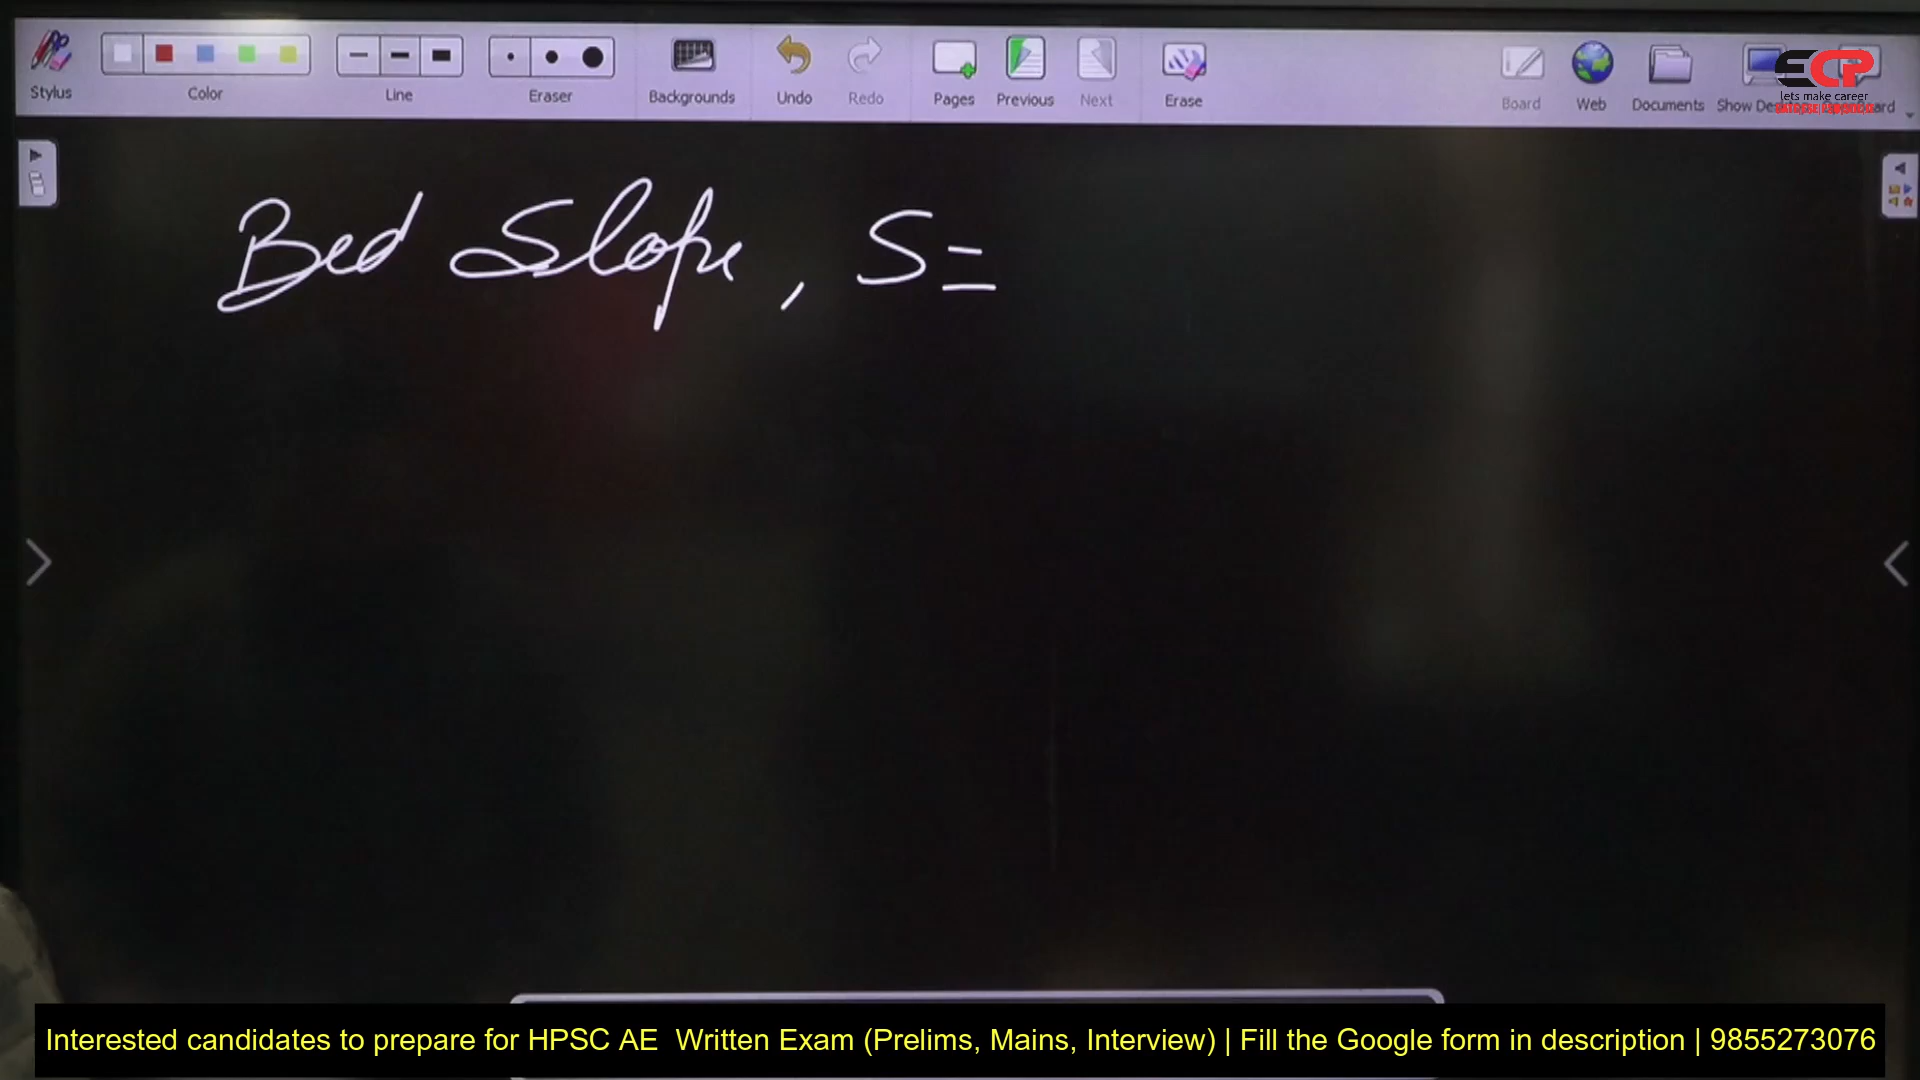 Stylus Color Line Eraser Backgrounds Undo Redo Pages Previous Next Erase Board Web Documents
ECP
lets make career
Bed Slope, S=
Interested candidates to prepare for HPSC AE Written Exam (Prelims, Mains, Interview) | Fill the Google form in description | 9855273076